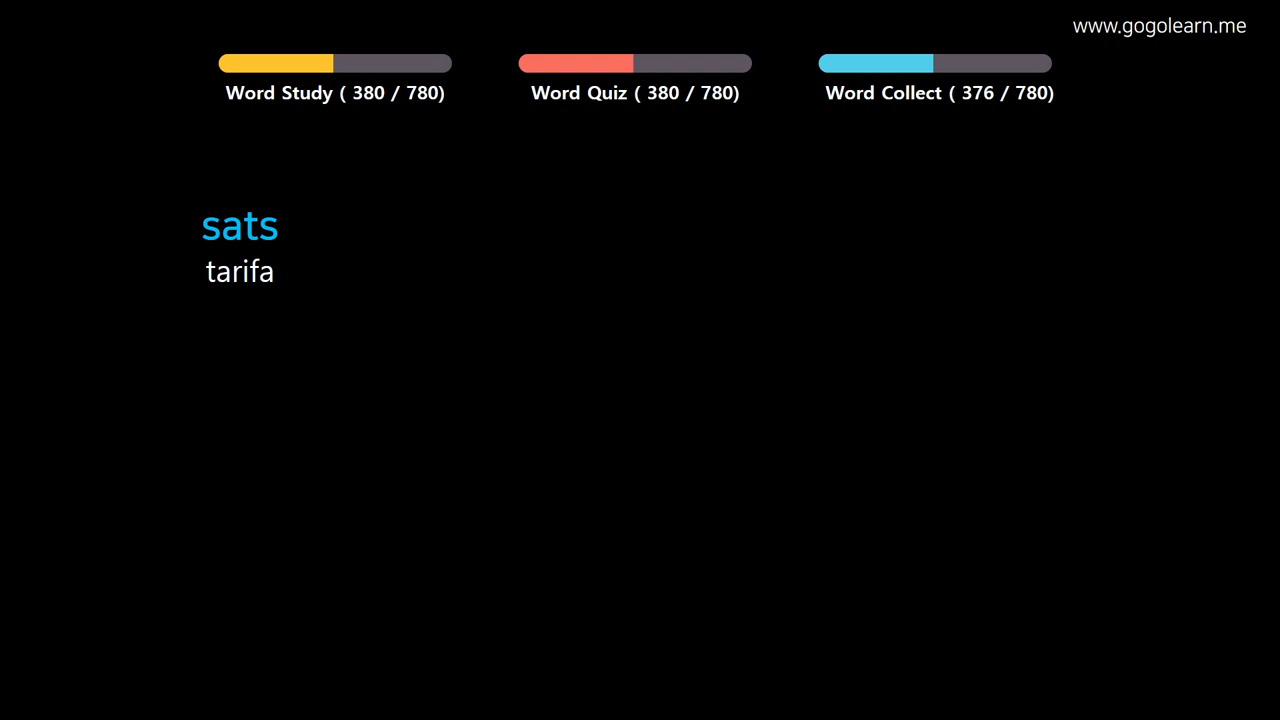 www.gogolearn.me
Word Study ( 380 / 780)
Word Quiz ( 380 / 780)
Word Collect ( 376 / 780)
sats
tarifa